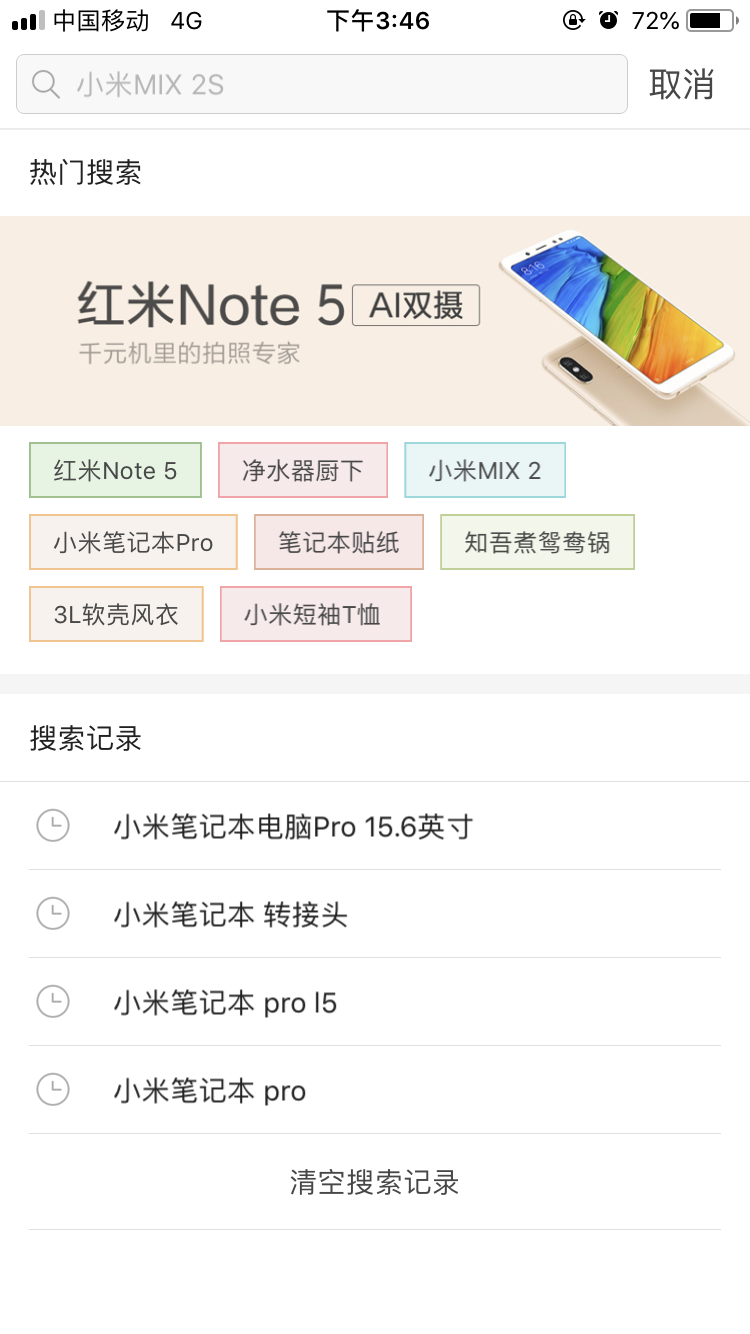 中国移动 4G 下午3:46 72%
小米MIX 2S 取消
热门搜索
8:16
红米Note 5 AI双摄
千元机里的拍照专家
红米Note 5 净水器厨下 小米MIX 2
小米笔记本Pro 笔记本贴纸 知吾煮鸳鸯锅
3L软壳风衣 小米短袖T恤
搜索记录
小米笔记本电脑Pro 15.6英寸
小米笔记本 转接头
小米笔记本 pro I5
小米笔记本 pro
清空搜索记录